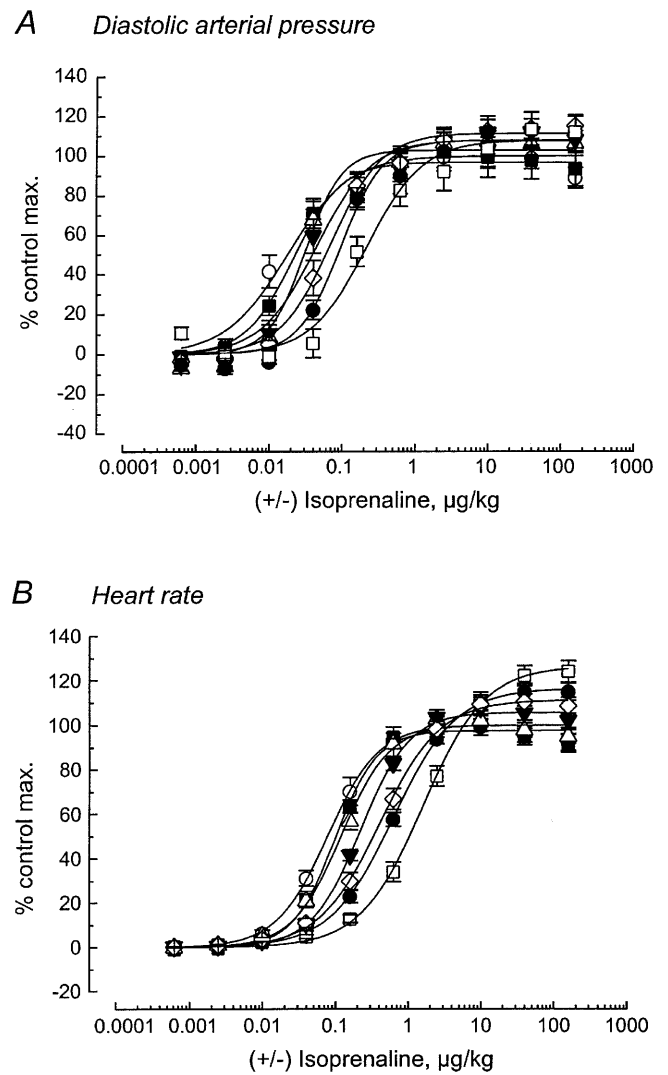 A Diastolic arterial pressure
140
120
100
80
60
40
20
0
-20
-40
% control max.
0.0001 0.001 0.01 0.1 1 10 100 1000
(+/-) Isoprenaline, µg/kg
B Heart rate
140
120
100
80
60
40
20
0
-20
% control max.
0.0001 0.001 0.01 0.1 1 10 100 1000
(+/-) Isoprenaline, µg/kg